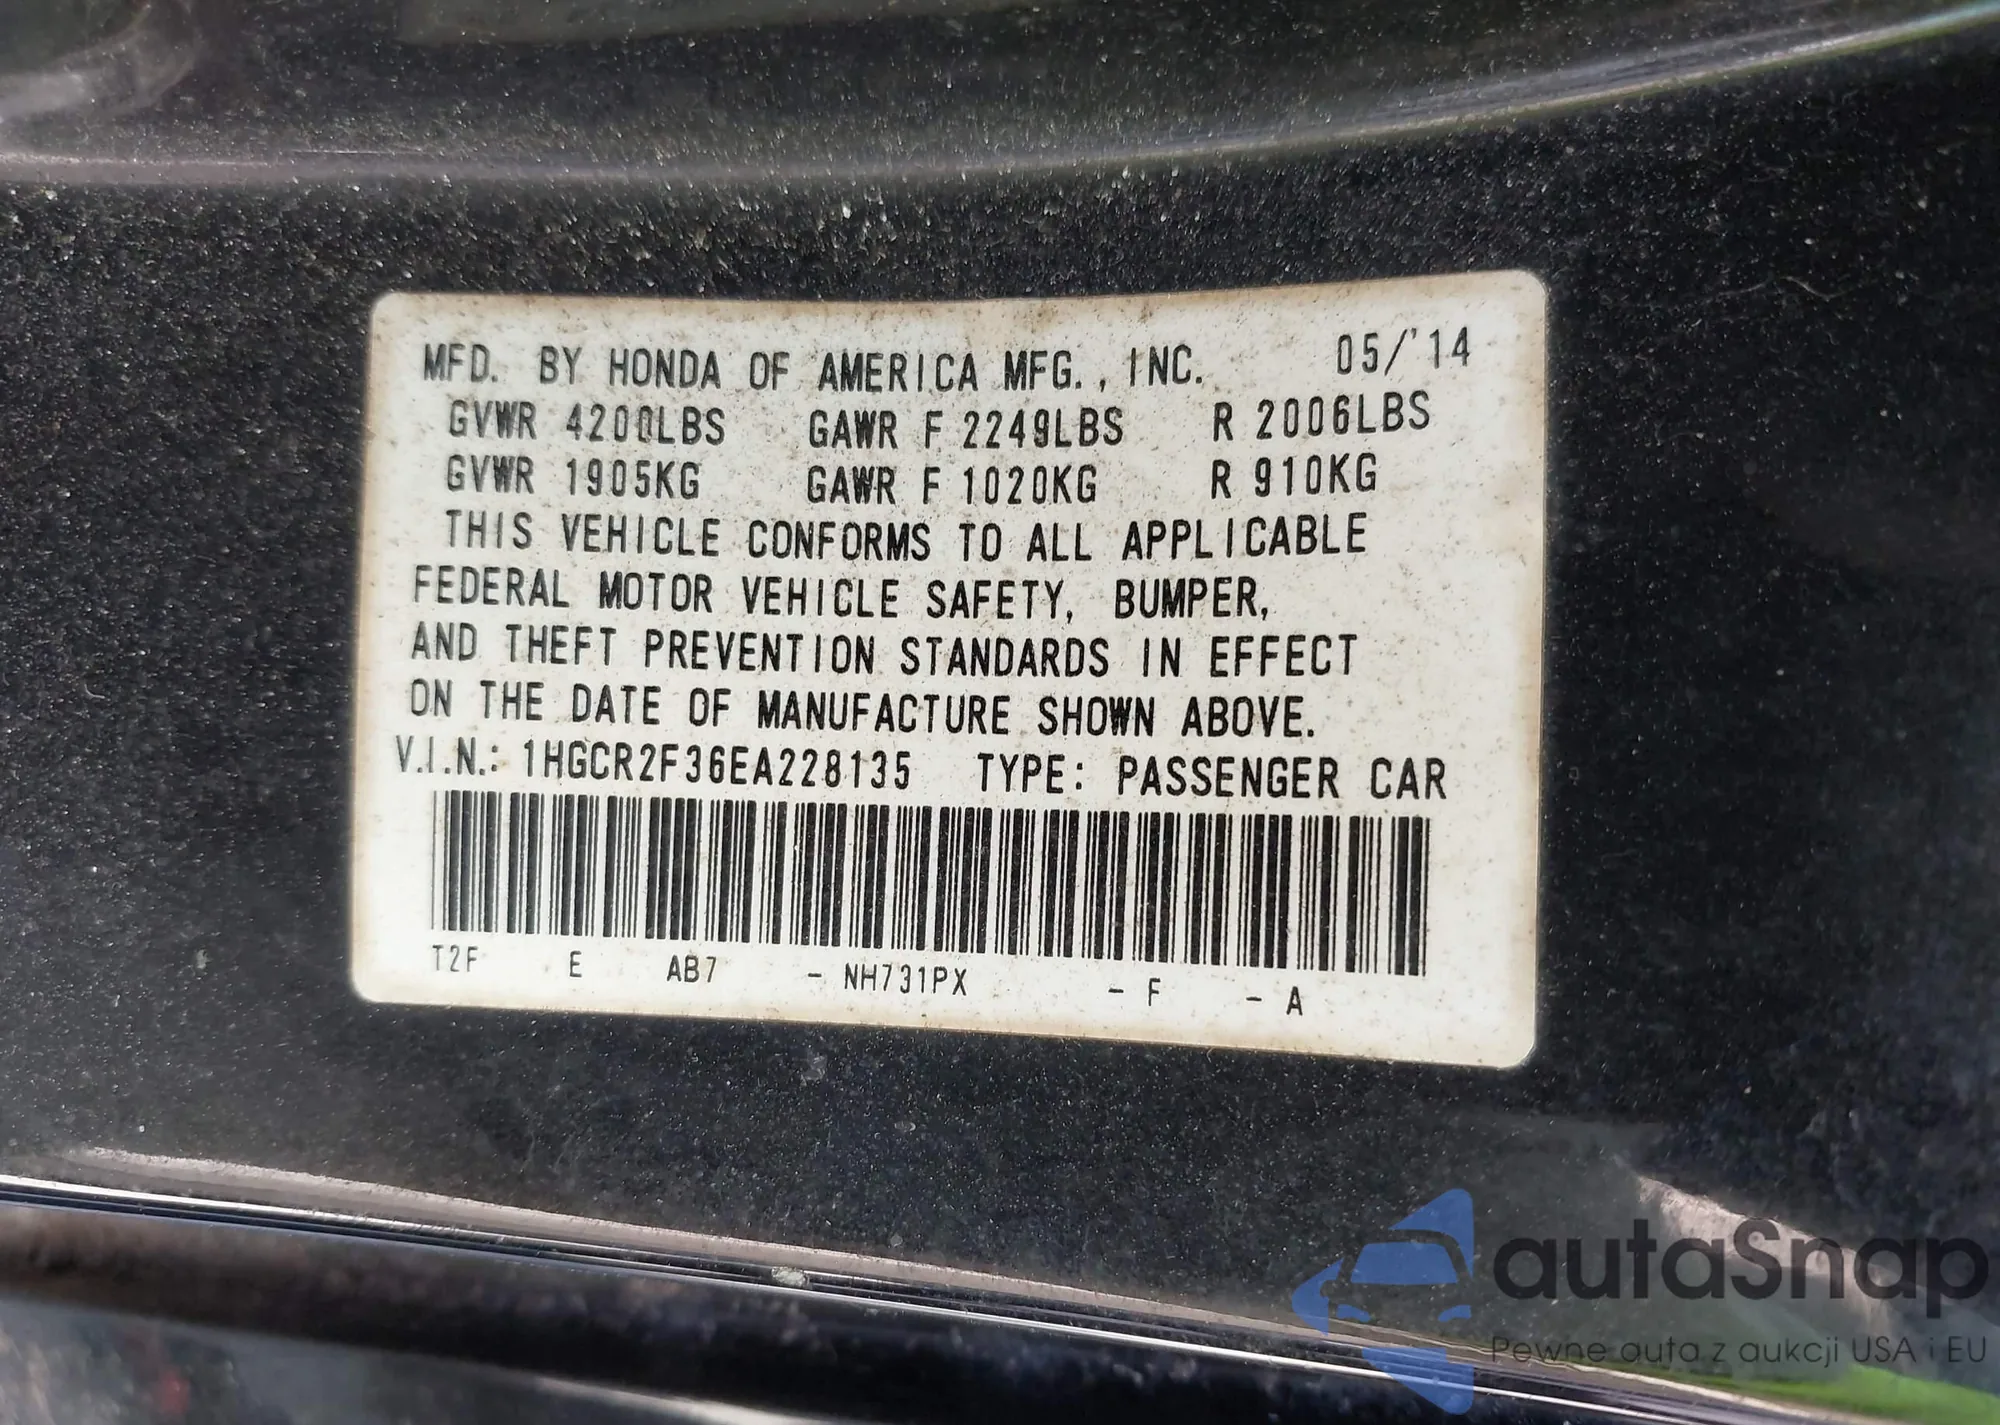 MFD. BY HONDA OF AMERICA MFG., INC. 05/'14
GVWR 4200LBS GAWR F 2249LBS R 2006LBS
GVWR 1905KG GAWR F 1020KG R 910KG
THIS VEHICLE CONFORMS TO ALL APPLICABLE
FEDERAL MOTOR VEHICLE SAFETY, BUMPER,
AND THEFT PREVENTION STANDARDS IN EFFECT
ON THE DATE OF MANUFACTURE SHOWN ABOVE.
V.I.N.: 1HGCR2F36EA228135 TYPE: PASSENGER CAR
T2F E AB7 - NH731PX - F - A
autaSnap
Pewne auta z aukcji USA i EU